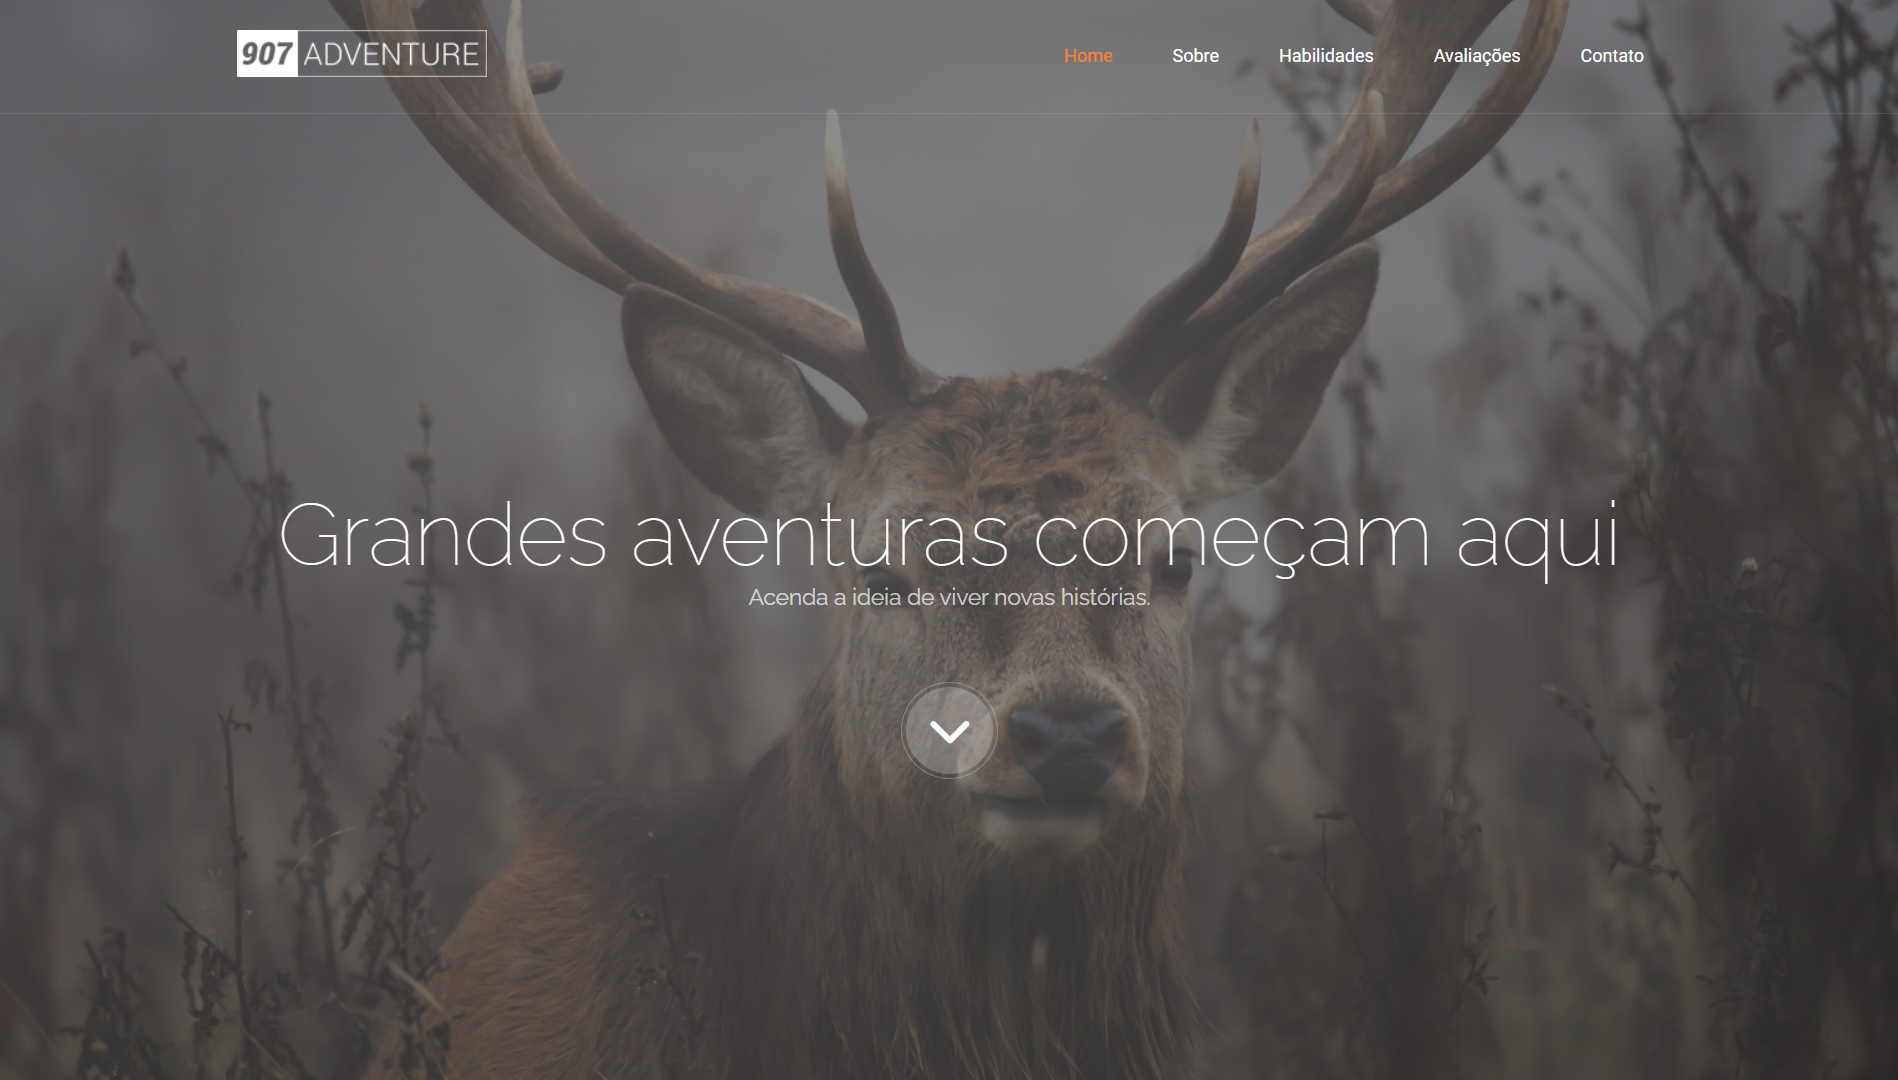 907 ADVENTURE
Home Sobre Habilidades Avaliações Contato
Grandes aventuras começam aqui
Acenda a ideia de viver novas histórias.